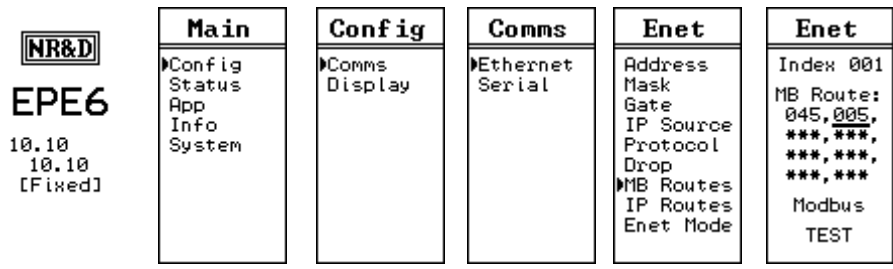 NR&D
EPE6
10.10
10.10
[Fixed]
Main
Config
Status
App
Info
System
Config
Comms
Display
Comms
Ethernet
Serial
Enet
Address
Mask
Gate
IP Source
Protocol
Drop
MB Routes
IP Routes
Enet Mode
Enet
Index 001
MB Route:
045,005,
***,***,
***,***,
***,***
Modbus
TEST